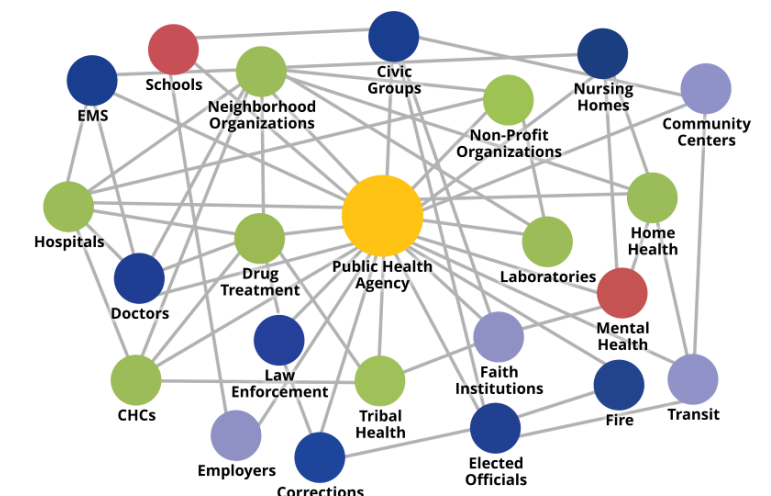 Schools
Civic
Groups
EMS
Neighborhood
Organizations
Nursing
Homes
Community
Centers
Non-Profit
Organizations
Hospitals
Drug
Treatment
Public Health
Agency
Laboratories
Home
Health
Doctors
Mental
Health
Law
Enforcement
Faith
Institutions
CHCs
Tribal
Health
Fire
Transit
Employers
Elected
Officials
Corrections